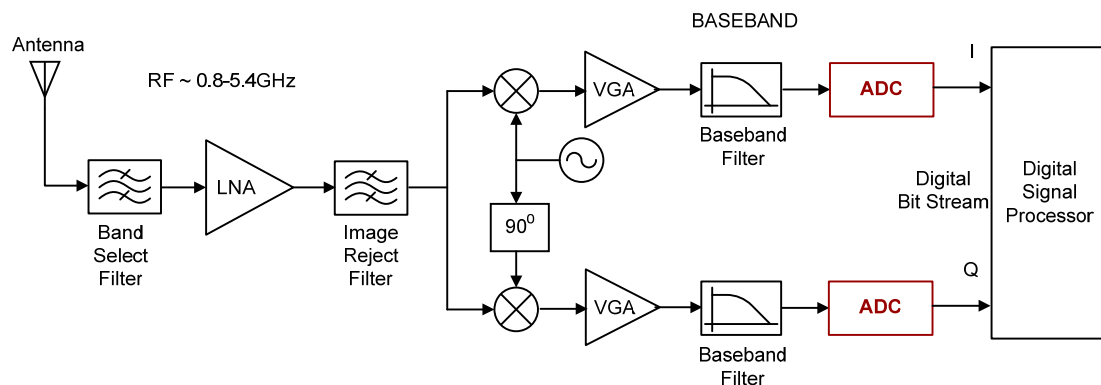 BASEBAND
Antenna
RF ~ 0.8-5.4GHz
I
VGA
ADC
Baseband
Filter
LNA
Digital
Bit Stream
Digital
Signal
Processor
90⁰
Band
Select
Filter
Image
Reject
Filter
Q
VGA
ADC
Baseband
Filter